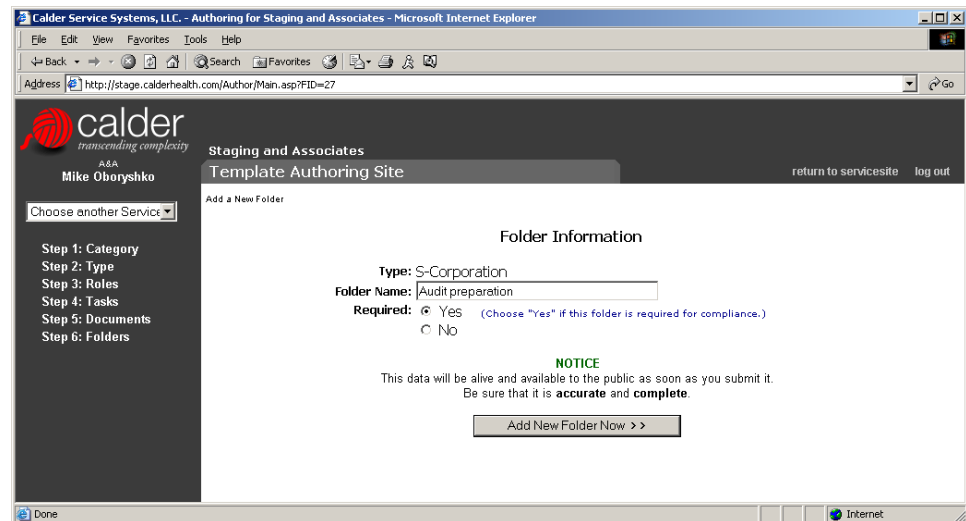 Calder Service Systems, LLC. - Authoring for Staging and Associates - Microsoft Internet Explorer
File Edit View Favorites Tools Help
Back Search Favorites
Address http://stage.calderhealth.com/Author/Main.asp?FID=27 Go
calder
transcending complexity
A&A
Mike Oboryshko
Staging and Associates
Template Authoring Site
return to servicesite log out
Choose another Service
Step 1: Category
Step 2: Type
Step 3: Roles
Step 4: Tasks
Step 5: Documents
Step 6: Folders
Add a New Folder
Folder Information
Type: S-Corporation
Folder Name: Audit preparation
Required: Yes (Choose "Yes" if this folder is required for compliance.)
No
NOTICE
This data will be alive and available to the public as soon as you submit it.
Be sure that it is accurate and complete.
Add New Folder Now >>
Done Internet